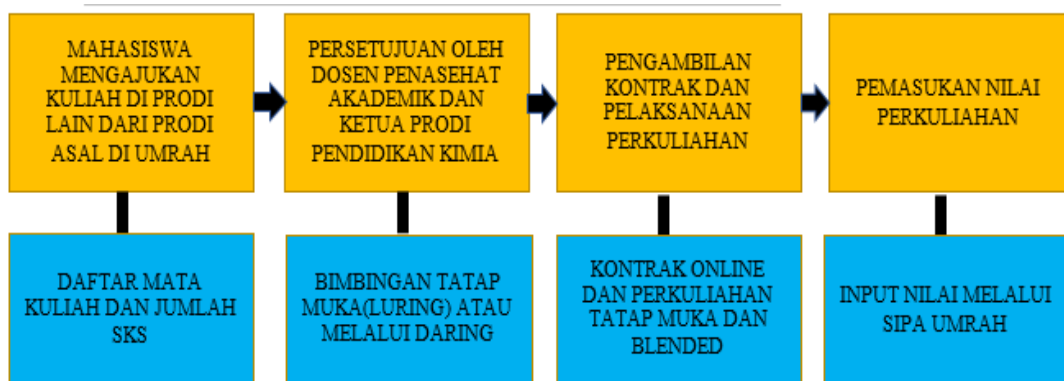 MAHASISWA
MENGAJUKAN
KULIAH DI PRODI
LAIN DARI PRODI
ASAL DI UMRAH
PERSETUJUAN OLEH
DOSEN PENASEHAT
AKADEMIK DAN
KETUA PRODI
PENDIDIKAN KIMIA
PENGAMBILAN
KONTRAK DAN
PELAKSANAAN
PERKULIAHAN
PEMASUKAN NILAI
PERKULIAHAN
DAFTAR MATA
KULIAH DAN JUMLAH
SKS
BIMBINGAN TATAP
MUKA(LURING) ATAU
MELALUI DARING
KONTRAK ONLINE
DAN PERKULIAHAN
TATAP MUKA DAN
BLENDED
INPUT NILAI MELALUI
SIPA UMRAH